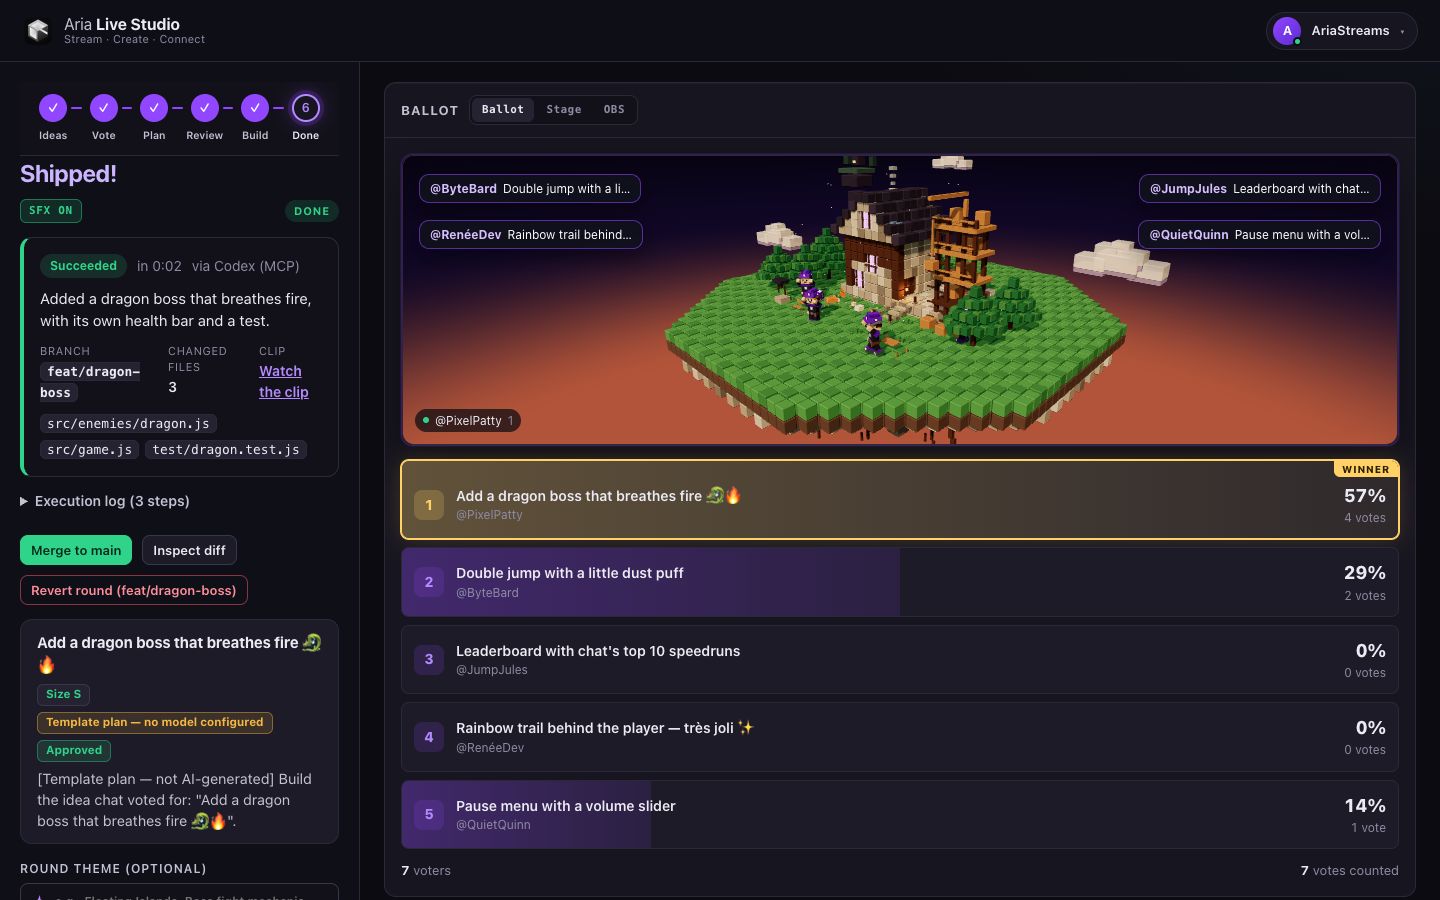 Aria Live Studio
Stream · Create · Connect
A
AriaStreams
6
Ideas
Vote
Plan
Review
Build
Done
Shipped!
SFX ON
DONE
Succeeded in 0:02 via Codex (MCP)
Added a dragon boss that breathes fire,
with its own health bar and a test.
BRANCH
feat/dragon-
boss
CHANGED
FILES
3
CLIP
Watch
the clip
src/enemies/dragon.js
src/game.js test/dragon.test.js
Execution log (3 steps)
Merge to main
Inspect diff
Revert round (feat/dragon-boss)
Add a dragon boss that breathes fire 🐉
🔥
Size S
Template plan — no model configured
Approved
[Template plan — not AI-generated] Build
the idea chat voted for: "Add a dragon
boss that breathes fire 🐉🔥".
ROUND THEME (OPTIONAL)
BALLOT
Ballot
Stage
OBS
@ByteBard Double jump with a li...
@JumpJules Leaderboard with chat...
@RenéeDev Rainbow trail behind...
@QuietQuinn Pause menu with a vol...
@PixelPatty 1
WINNER
1
Add a dragon boss that breathes fire 🐉🔥
@PixelPatty
57%
4 votes
2
Double jump with a little dust puff
@ByteBard
29%
2 votes
3
Leaderboard with chat's top 10 speedruns
@JumpJules
0%
0 votes
4
Rainbow trail behind the player — très joli ✨
@RenéeDev
0%
0 votes
5
Pause menu with a volume slider
@QuietQuinn
14%
1 vote
7 voters
7 votes counted